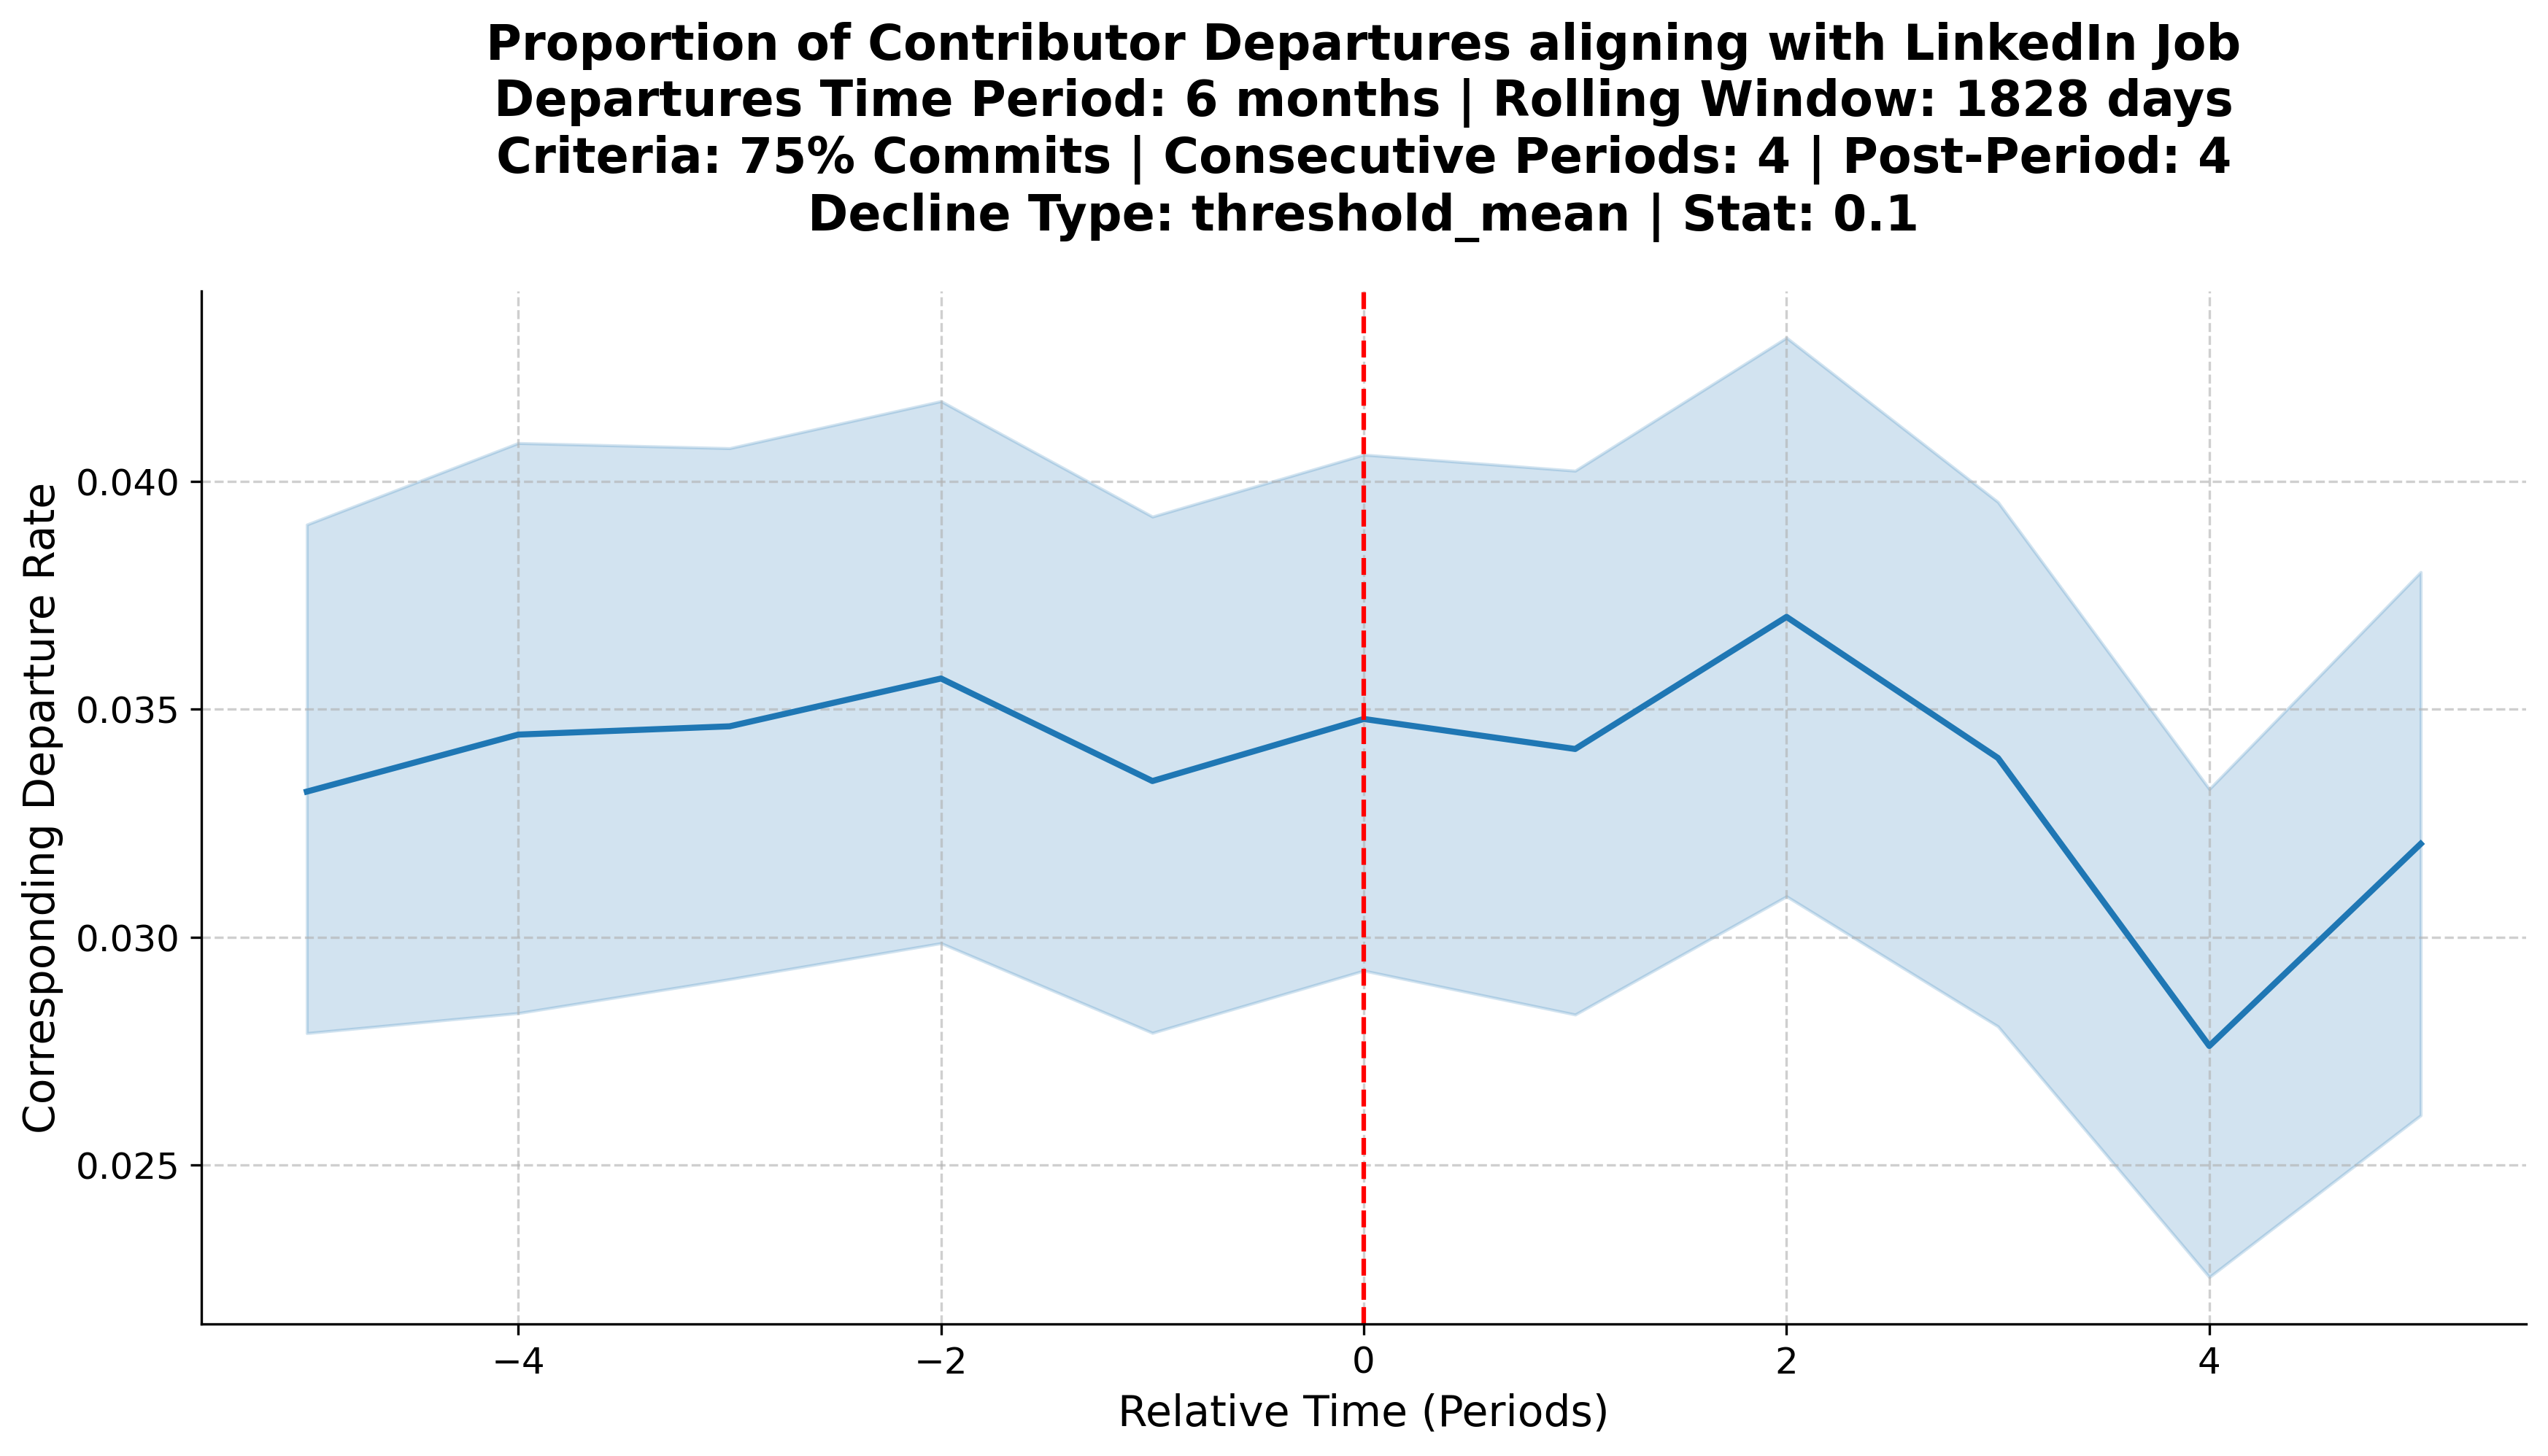 Proportion of Contributor Departures aligning with LinkedIn Job
Departures Time Period: 6 months | Rolling Window: 1828 days
Criteria: 75% Commits | Consecutive Periods: 4 | Post-Period: 4
Decline Type: threshold_mean | Stat: 0.1
Corresponding Departure Rate
0.040
0.035
0.030
0.025
−4
−2
0
2
4
Relative Time (Periods)